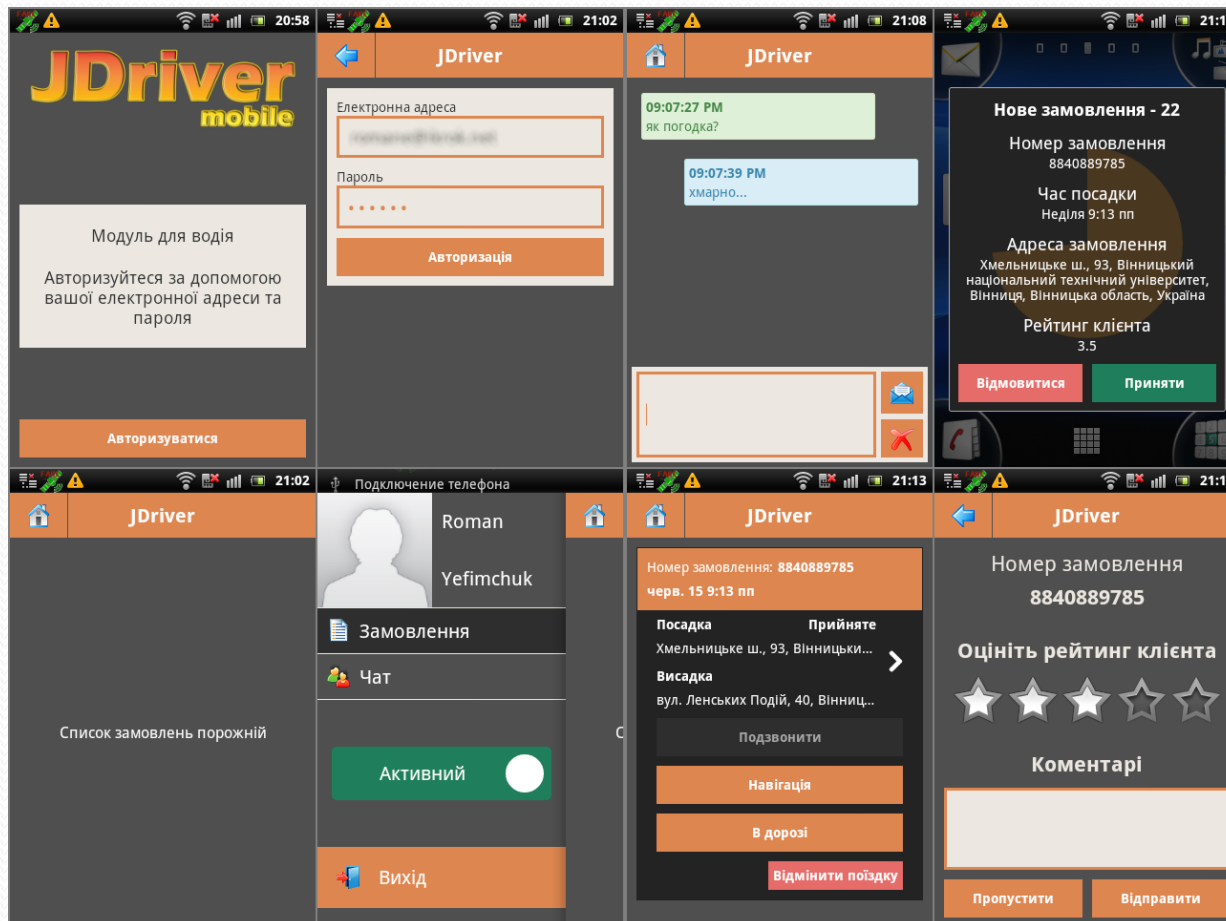 20:58
JDriver
mobile
Модуль для водія
Авторизуйтеся за допомогою
вашої електронної адреси та
пароля
Авторизуватися
21:02
JDriver
Електронна адреса
Пароль
Авторизація
21:08
JDriver
09:07:27 PM
як погодка?
09:07:39 PM
хмарно...
21:1
Нове замовлення - 22
Номер замовлення
8840889785
Час посадки
Неділя 9:13 пп
Адреса замовлення
Хмельницьке ш., 93, Вінницький
національний технічний університет,
Вінниця, Вінницька область, Україна
Рейтинг клієнта
3.5
Відмовитися
Приняти
21:02
JDriver
Список замовлень порожній
Подключение телефона
Roman
Yefimchuk
Замовлення
Чат
Активний
Вихід
С
21:13
JDriver
Номер замовлення: 8840889785
черв. 15 9:13 пп
Посадка Прийняте
Хмельницьке ш., 93, Вінницьки...
Висадка
вул. Ленських Подій, 40, Вінниц...
Подзвонити
Навігація
В дорозі
Відмінити поїздку
21:1
JDriver
Номер замовлення
8840889785
Оцініть рейтинг клієнта
Коментарі
Пропустити
Відправити